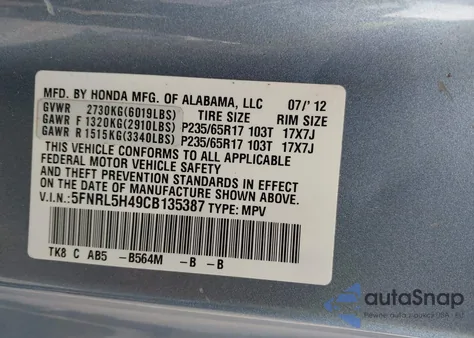 MFD. BY HONDA MFG. OF ALABAMA, LLC 07/'12
GVWR 2730KG(6019LBS) TIRE SIZE RIM SIZE
GAWR F 1320KG(2910LBS) P235/65R17 103T 17X7J
GAWR R 1515KG(3340LBS) P235/65R17 103T 17X7J
THIS VEHICLE CONFORMS TO ALL APPLICABLE
FEDERAL MOTOR VEHICLE SAFETY
AND THEFT PREVENTION STANDARDS IN EFFECT
ON THE DATE OF MANUFACTURE SHOWN ABOVE.
V.I.N.: 5FNRL5H49CB135387 TYPE: MPV
TK8 C AB5 -B564M -B -B
autoSnap